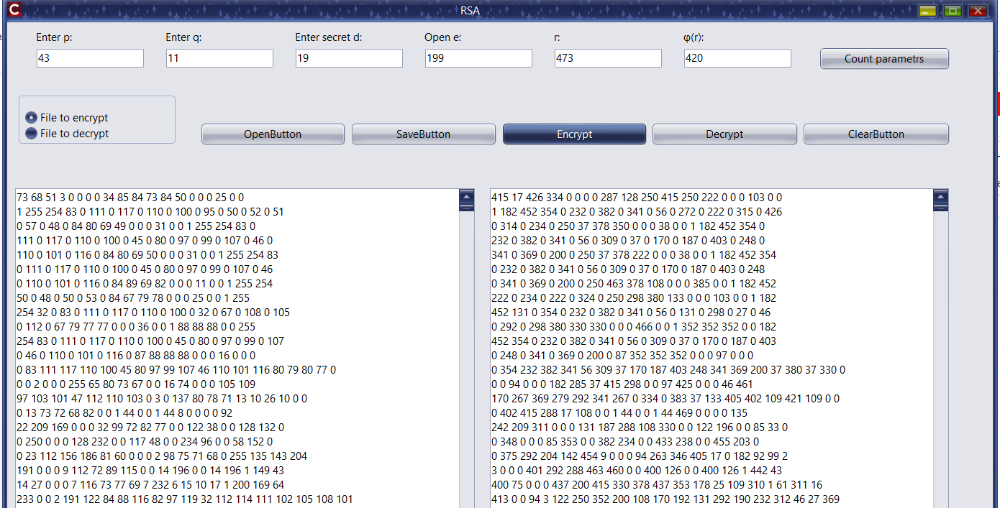 RSA
Enter p: Enter q: Enter secret d: Open e: r: φ(r):
43 11 19 199 473 420 Count parametrs
File to encrypt
File to decrypt
OpenButton SaveButton Encrypt Decrypt ClearButton
73 68 51 3 0 0 0 0 34 85 84 73 84 50 0 0 0 25 0 0
1 255 254 83 0 111 0 117 0 110 0 100 0 95 0 50 0 52 0 51
0 57 0 48 0 84 80 69 49 0 0 0 31 0 0 1 255 254 83 0
111 0 117 0 110 0 100 0 45 0 80 0 97 0 99 0 107 0 46 0
110 0 101 0 116 0 84 80 69 50 0 0 0 31 0 0 1 255 254 83
0 111 0 117 0 110 0 100 0 45 0 80 0 97 0 99 0 107 0 46
0 110 0 101 0 116 0 84 89 69 82 0 0 0 11 0 0 1 255 254
50 0 48 0 50 0 53 0 84 67 79 78 0 0 0 25 0 0 1 255
254 32 0 83 0 111 0 117 0 110 0 100 0 32 0 67 0 108 0 105
0 112 0 67 79 77 77 0 0 0 36 0 0 1 88 88 88 0 0 255
254 83 0 111 0 117 0 110 0 100 0 45 0 80 0 97 0 99 0 107
0 46 0 110 0 101 0 116 0 87 88 88 88 0 0 0 16 0 0 0
0 83 111 117 110 100 45 80 97 99 107 46 110 101 116 80 79 80 77 0
0 0 2 0 0 0 255 65 80 73 67 0 0 16 74 0 0 0 105 109
97 103 101 47 112 110 103 0 3 0 137 80 78 71 13 10 26 10 0 0
0 13 73 72 68 82 0 0 1 44 0 0 1 44 8 0 0 0 0 92
22 209 169 0 0 0 32 99 72 82 77 0 0 122 38 0 0 128 132 0
0 250 0 0 0 128 232 0 0 117 48 0 0 234 96 0 0 58 152 0
0 23 112 156 186 81 60 0 0 0 2 98 75 71 68 0 255 135 143 204
191 0 0 0 9 112 72 89 115 0 0 14 196 0 0 14 196 1 149 43
14 27 0 0 0 7 116 73 77 69 7 232 6 15 10 17 1 200 169 64
233 0 0 2 191 122 84 88 116 82 97 119 32 112 114 111 102 105 108 101
415 17 426 334 0 0 0 0 287 128 250 415 250 222 0 0 0 103 0 0
1 182 452 354 0 232 0 382 0 341 0 56 0 272 0 222 0 315 0 426
0 314 0 234 0 250 37 378 350 0 0 0 38 0 0 1 182 452 354 0
232 0 382 0 341 0 56 0 309 0 37 0 170 0 187 0 403 0 248 0
341 0 369 0 200 0 250 37 378 222 0 0 0 38 0 0 1 182 452 354
0 232 0 382 0 341 0 56 0 309 0 37 0 170 0 187 0 403 0 248
0 341 0 369 0 200 0 250 463 378 108 0 0 0 385 0 0 1 182 452
222 0 234 0 222 0 324 0 250 298 380 133 0 0 0 103 0 0 1 182
452 131 0 354 0 232 0 382 0 341 0 56 0 131 0 298 0 27 0 46
0 292 0 298 380 330 330 0 0 0 466 0 0 1 352 352 352 0 0 182
452 354 0 232 0 382 0 341 0 56 0 309 0 37 0 170 0 187 0 403
0 248 0 341 0 369 0 200 0 87 352 352 352 0 0 0 97 0 0 0
0 354 232 382 341 56 309 37 170 187 403 248 341 369 200 37 380 37 330 0
0 0 94 0 0 0 182 285 37 415 298 0 0 97 425 0 0 0 46 461
170 267 369 279 292 341 267 0 334 0 383 37 133 405 402 109 421 109 0 0
0 402 415 288 17 108 0 0 1 44 0 0 1 44 469 0 0 0 0 135
242 209 311 0 0 0 131 187 288 108 330 0 0 122 196 0 0 85 33 0
0 348 0 0 0 85 353 0 0 382 234 0 0 433 238 0 0 455 203 0
0 375 292 204 142 454 9 0 0 0 94 263 346 405 17 0 182 92 99 2
3 0 0 0 401 292 288 463 460 0 0 400 126 0 0 400 126 1 442 43
400 75 0 0 0 437 200 415 330 378 437 353 178 25 109 310 1 61 311 16
413 0 0 94 3 122 250 352 200 108 170 192 131 292 190 232 312 46 27 369